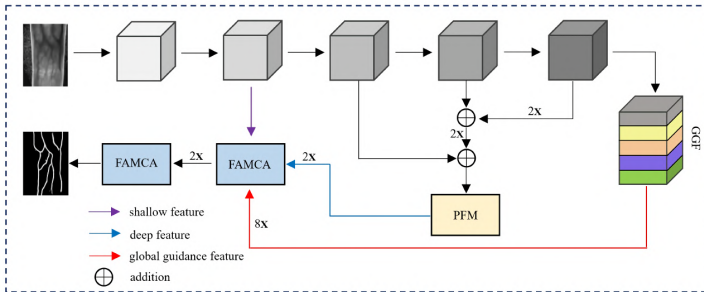 2x
2x
GGF
FAMCA
2x
FAMCA
2x
PFM
8x
shallow feature
deep feature
global guidance feature
addition